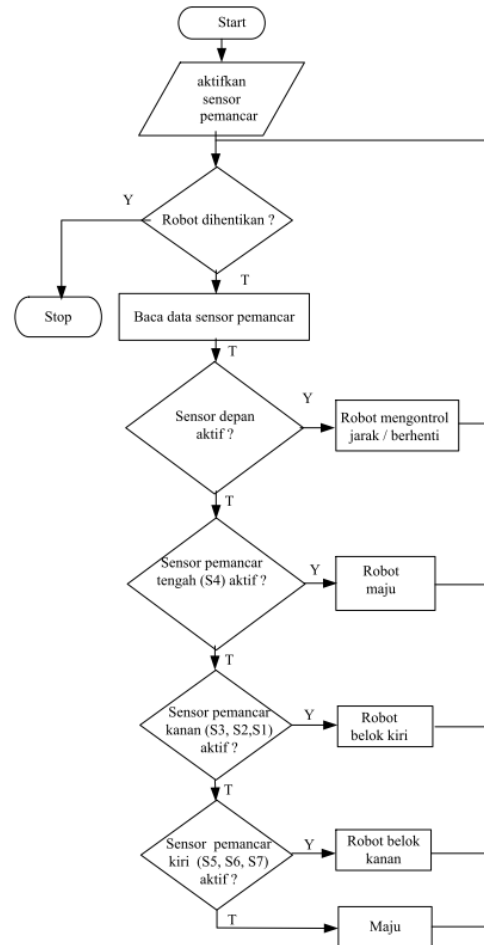 Start
aktifkan
sensor
pemancar
Y
Robot dihentikan ?
T
Stop
Baca data sensor pemancar
T
Y
Sensor depan
aktif ?
Robot mengontrol
jarak / berhenti
T
Sensor pemancar
tengah (S4) aktif ?
Y
Robot
maju
T
Sensor pemancar
kanan (S3, S2,S1)
aktif ?
Y
Robot
belok kiri
T
Sensor pemancar
kiri (S5, S6, S7)
aktif ?
Y
Robot belok
kanan
T
Maju